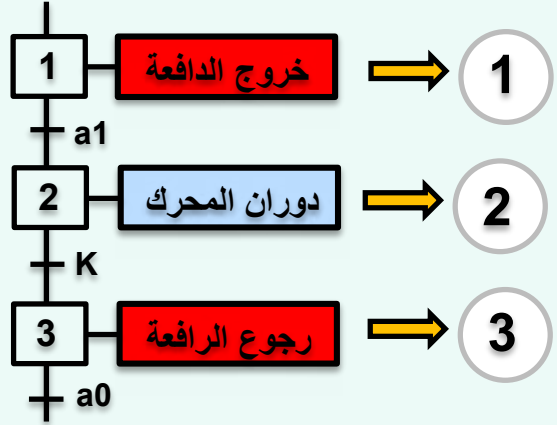 1 خروج الدافعة 1
a1
2 دوران المحرك 2
K
3 رجوع الرافعة 3
a0